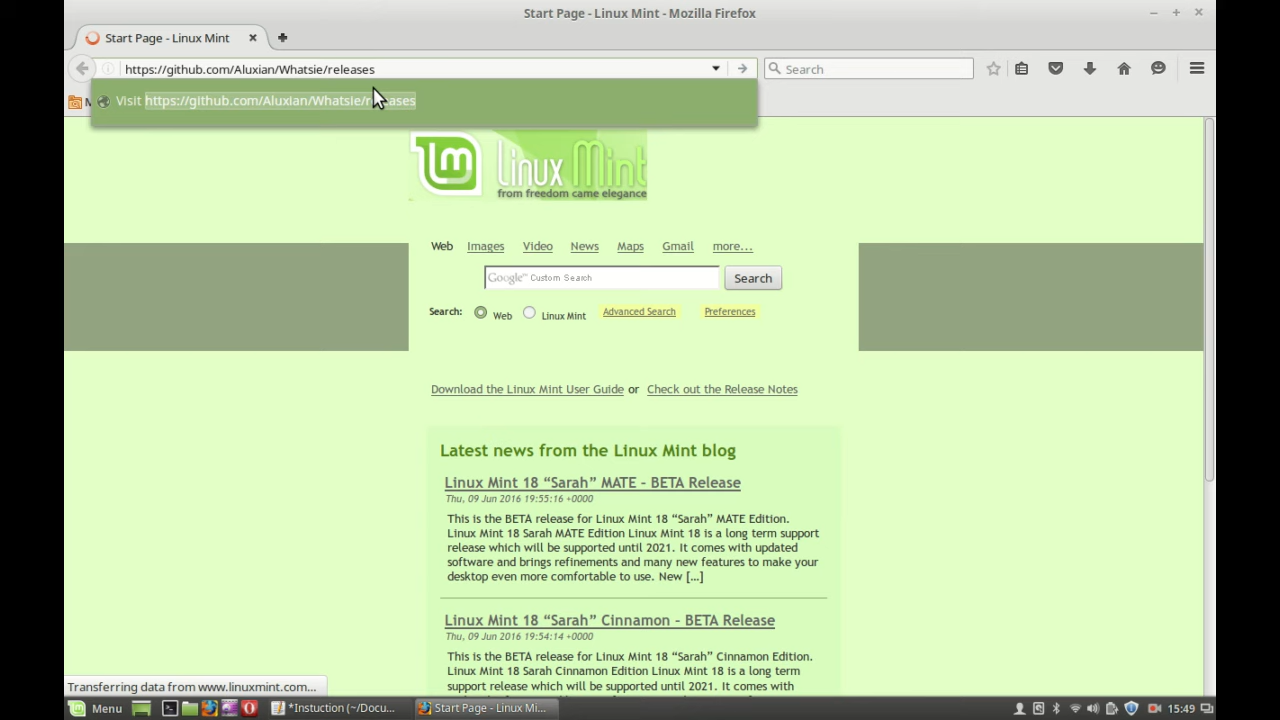 Start Page - Linux Mint - Mozilla Firefox
Start Page - Linux Mint
https://github.com/Aluxian/Whatsie/releases
Search
Visit https://github.com/Aluxian/Whatsie/releases
M
Linux Mint
from freedom came elegance
Web Images Video News Maps Gmail more...
Google™ Custom Search
Search
Search: Web Linux Mint Advanced Search Preferences
Download the Linux Mint User Guide or Check out the Release Notes
Latest news from the Linux Mint blog
Linux Mint 18 “Sarah” MATE – BETA Release
Thu, 09 Jun 2016 19:55:16 +0000
This is the BETA release for Linux Mint 18 “Sarah” MATE Edition.
Linux Mint 18 Sarah MATE Edition Linux Mint 18 is a long term support
release which will be supported until 2021. It comes with updated
software and brings refinements and many new features to make your
desktop even more comfortable to use. New [...]
Linux Mint 18 “Sarah” Cinnamon – BETA Release
Thu, 09 Jun 2016 19:54:14 +0000
This is the BETA release for Linux Mint 18 “Sarah” Cinnamon Edition.
Linux Mint 18 Sarah Cinnamon Edition Linux Mint 18 is a long term
support release which will be supported until 2021. It comes with
Transferring data from www.linuxmint.com...
Menu
*Instuction (~/Docu...
Start Page - Linux Mi...
15:49